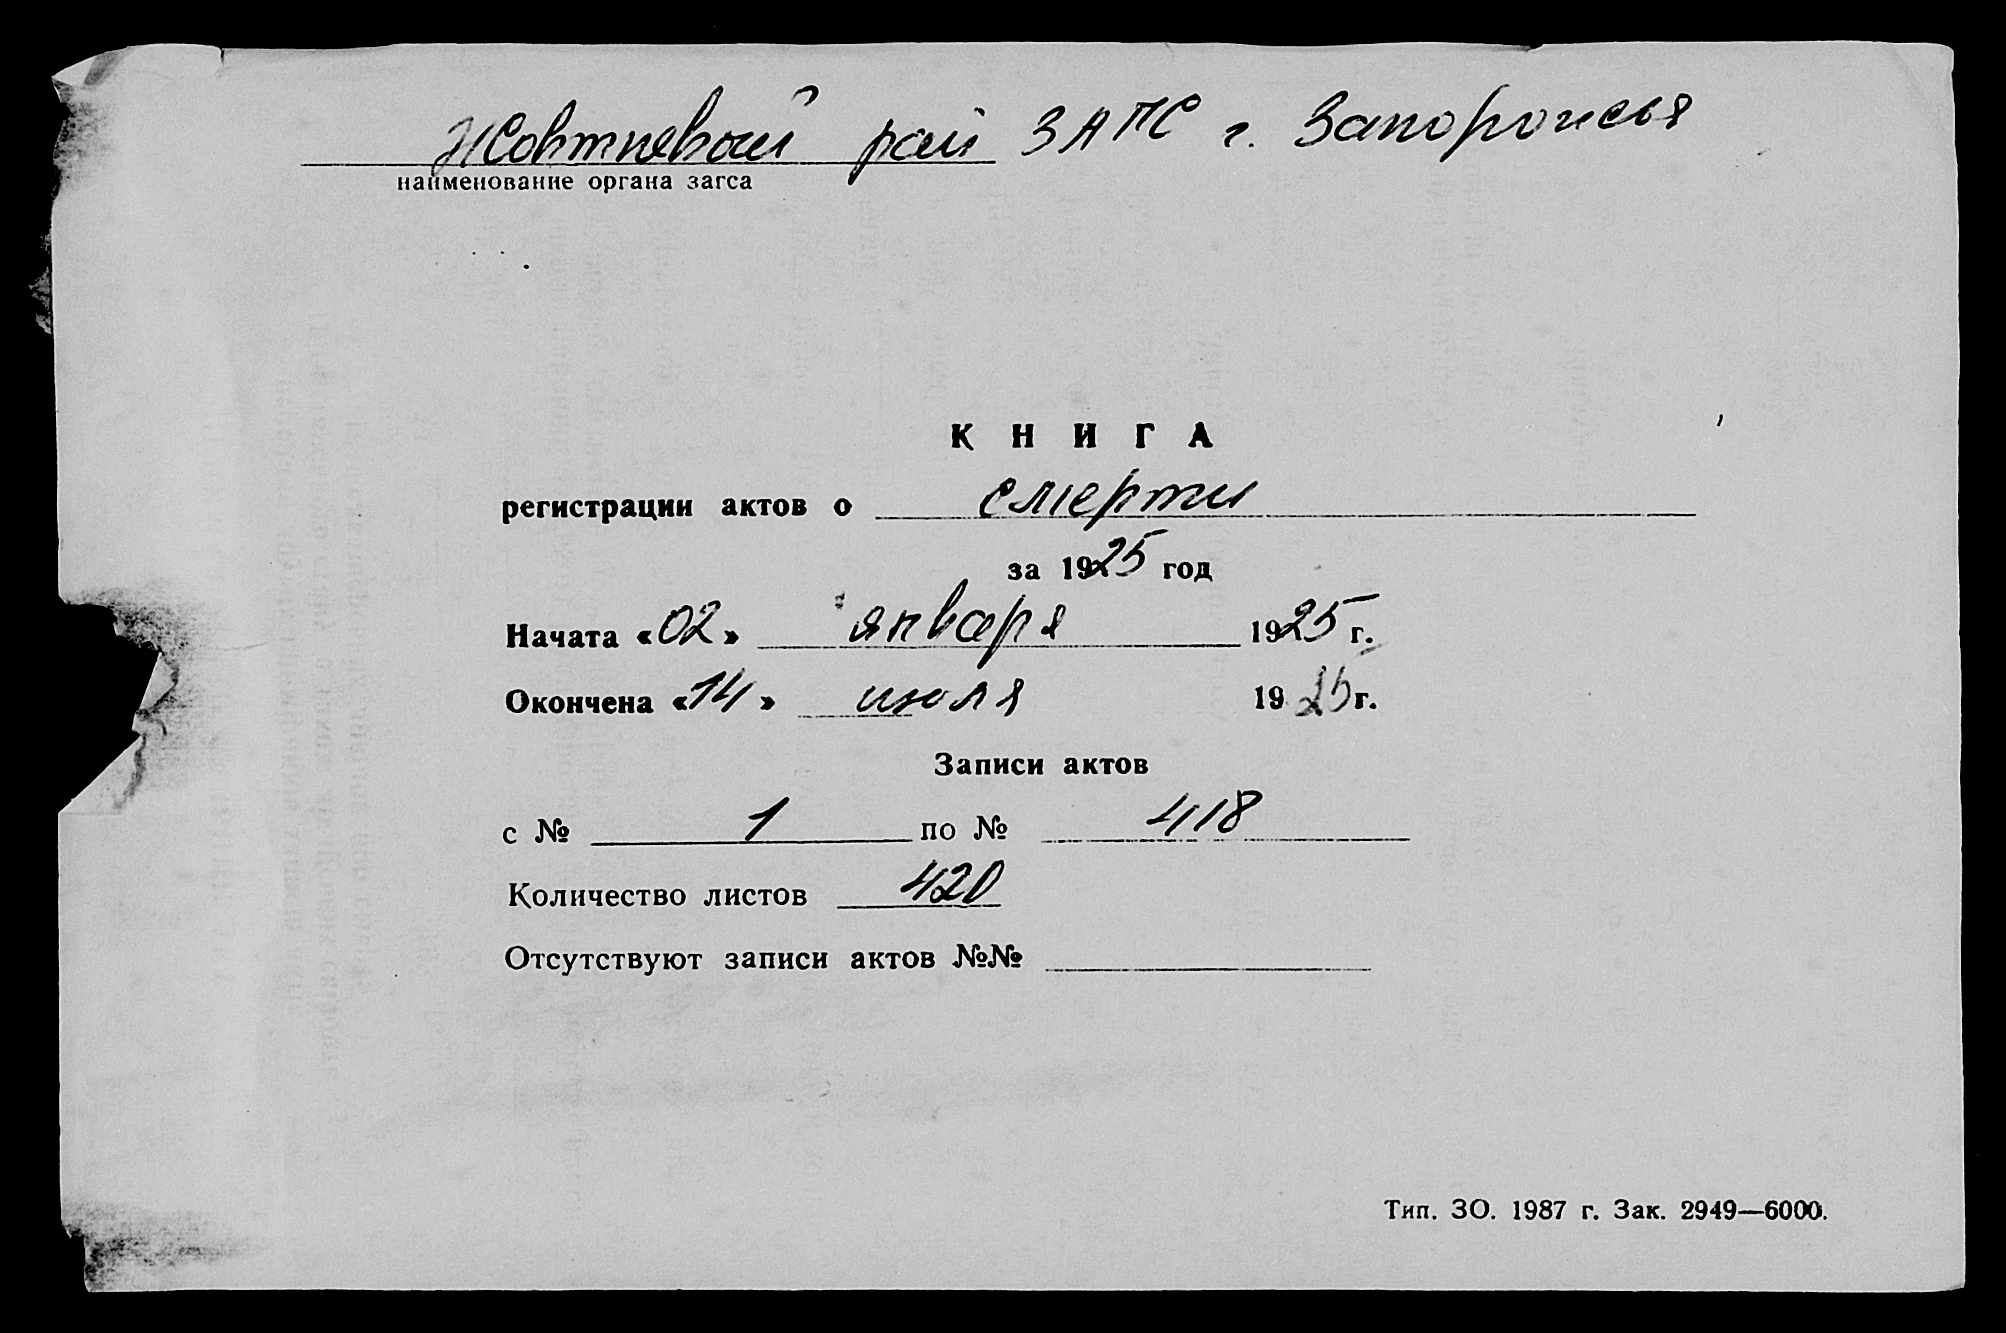 Жовтневый рай ЗАГС г. Запорожья
наименование органа загса
КНИГА
регистрации актов о смерти
за 1925 год
Начата «02» января 1925 г.
Окончена «14» июля 1925 г.
Записи актов
с № 1 по № 418
Количество листов 420
Отсутствуют записи актов №№
Тип. ЗО. 1987 г. Зак. 2949—6000.